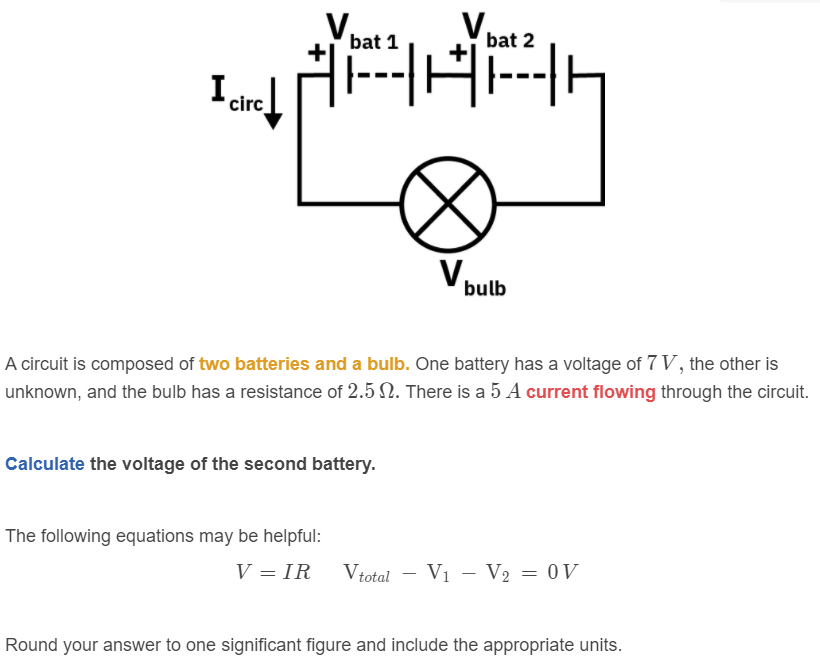 V bat 1 V bat 2
+ +
I circ
V bulb
A circuit is composed of two batteries and a bulb. One battery has a voltage of 7 V, the other is
unknown, and the bulb has a resistance of 2.5 Ω. There is a 5 A current flowing through the circuit.
Calculate the voltage of the second battery.
The following equations may be helpful:
V = IR V_total − V₁ − V₂ = 0 V
Round your answer to one significant figure and include the appropriate units.